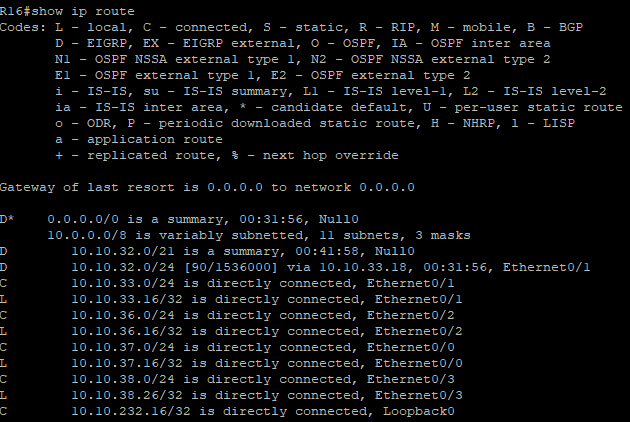 R16#show ip route
Codes: L - local, C - connected, S - static, R - RIP, M - mobile, B - BGP
D - EIGRP, EX - EIGRP external, O - OSPF, IA - OSPF inter area
N1 - OSPF NSSA external type 1, N2 - OSPF NSSA external type 2
E1 - OSPF external type 1, E2 - OSPF external type 2
i - IS-IS, su - IS-IS summary, L1 - IS-IS level-1, L2 - IS-IS level-2
ia - IS-IS inter area, * - candidate default, U - per-user static route
o - ODR, P - periodic downloaded static route, H - NHRP, l - LISP
a - application route
+ - replicated route, % - next hop override
Gateway of last resort is 0.0.0.0 to network 0.0.0.0
D* 0.0.0.0/0 is a summary, 00:31:56, Null0
10.0.0.0/8 is variably subnetted, 11 subnets, 3 masks
D 10.10.32.0/21 is a summary, 00:41:58, Null0
D 10.10.32.0/24 [90/1536000] via 10.10.33.18, 00:31:56, Ethernet0/1
C 10.10.33.0/24 is directly connected, Ethernet0/1
L 10.10.33.16/32 is directly connected, Ethernet0/1
C 10.10.36.0/24 is directly connected, Ethernet0/2
L 10.10.36.16/32 is directly connected, Ethernet0/2
C 10.10.37.0/24 is directly connected, Ethernet0/0
L 10.10.37.16/32 is directly connected, Ethernet0/0
C 10.10.38.0/24 is directly connected, Ethernet0/3
L 10.10.38.26/32 is directly connected, Ethernet0/3
C 10.10.232.16/32 is directly connected, Loopback0